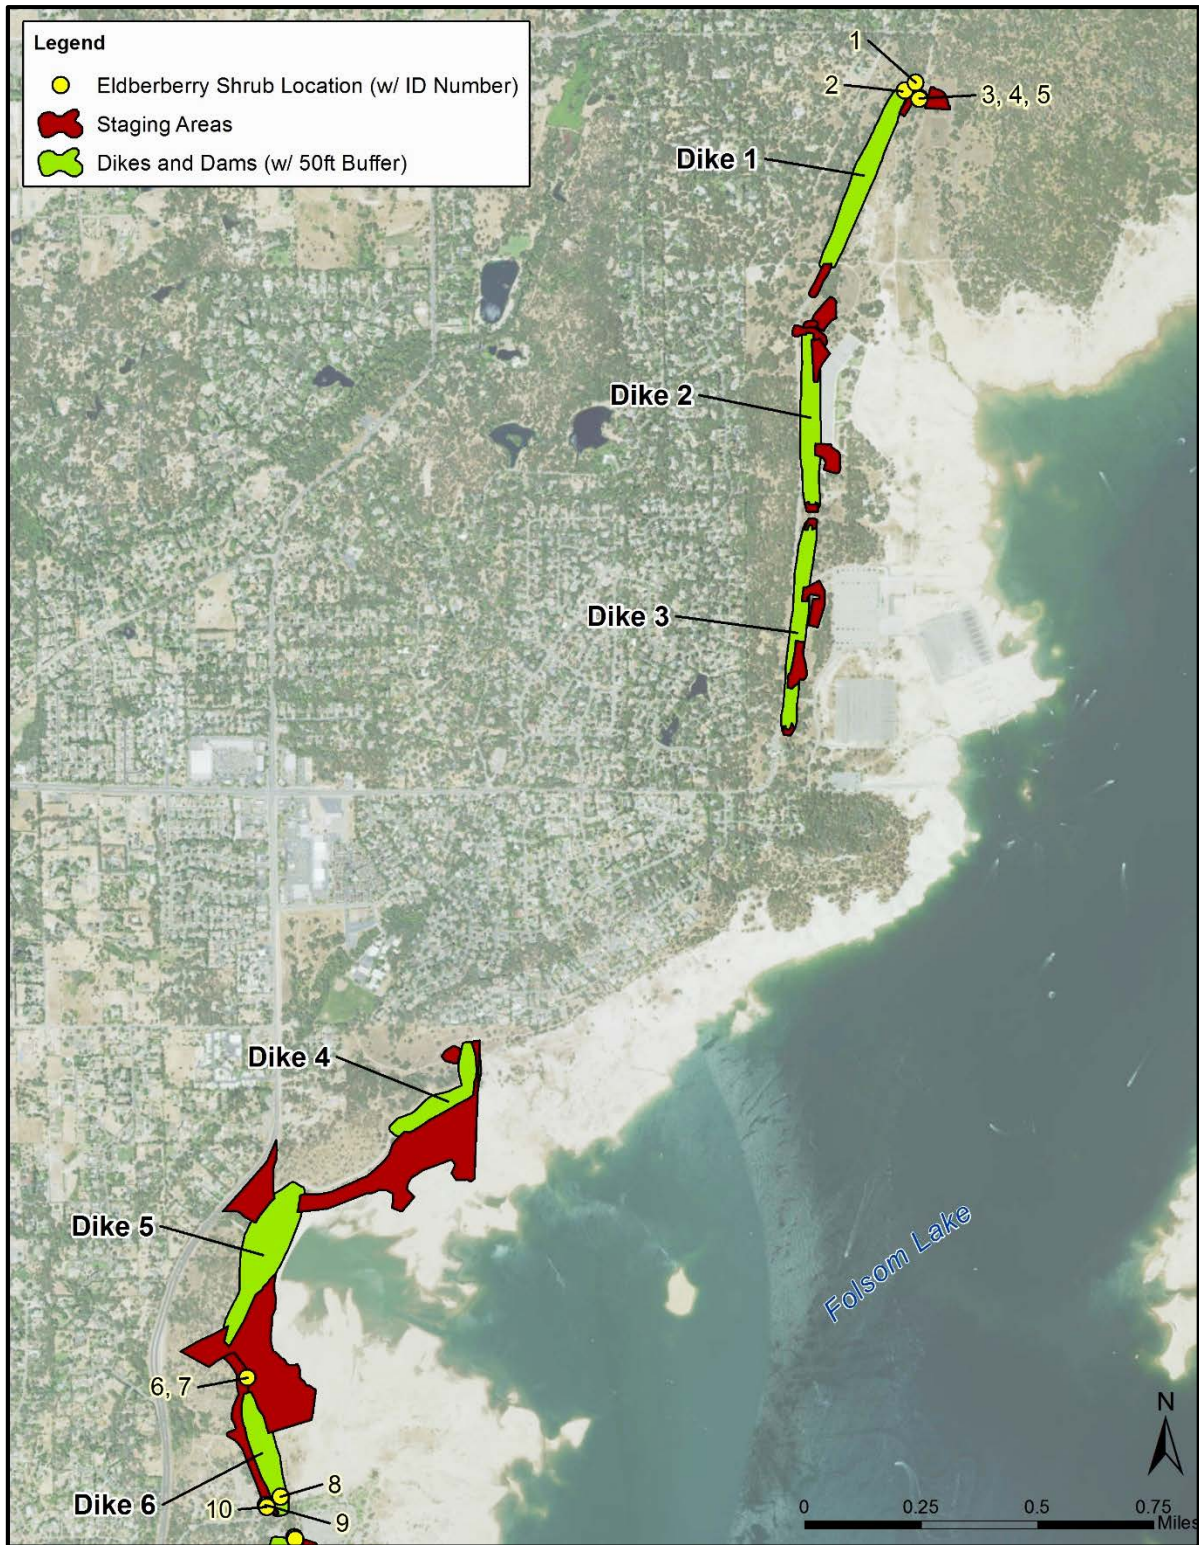 Legend
Eldberberry Shrub Location (w/ ID Number)
Staging Areas
Dikes and Dams (w/ 50ft Buffer)
1
2
3, 4, 5
Dike 1
Dike 2
Dike 3
Dike 4
Dike 5
Folsom Lake
6, 7
8
Dike 6
10
9
N
0
0.25
0.5
0.75
Miles